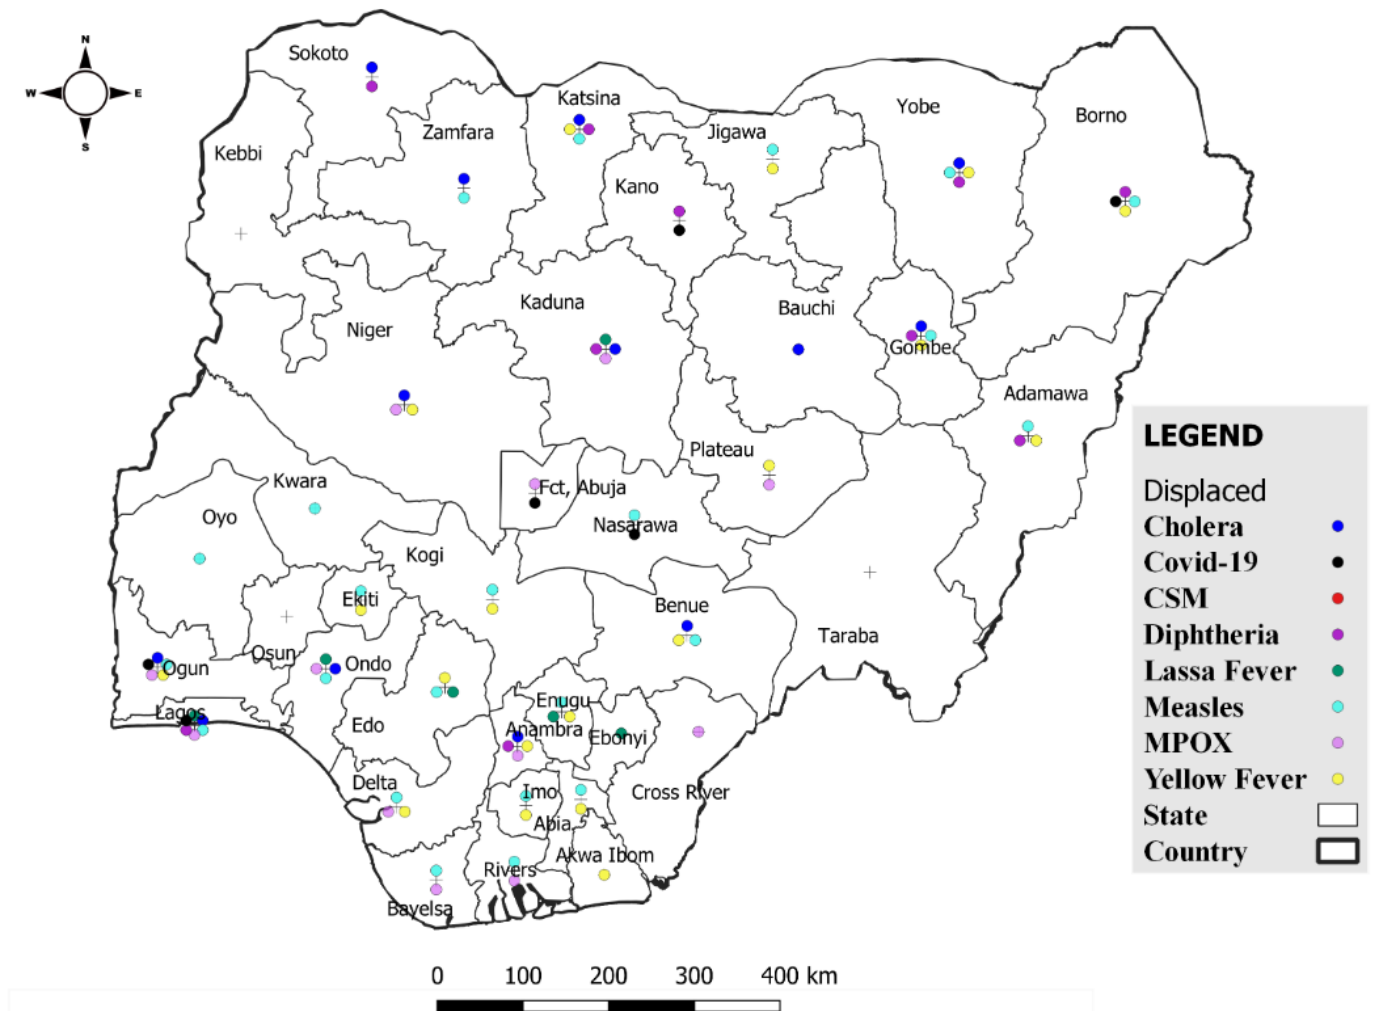 N
W
E
S
Sokoto
Katsina
Yobe
Borno
Zamfara
Jigawa
Kebbi
Kano
Kaduna
Bauchi
Niger
Gombe
Adamawa
Plateau
Kwara
Fct, Abuja
Oyo
Nasarawa
Kogi
Ekiti
Benue
Taraba
Osun
Ondo
Ogun
Enugu
Lagos
Edo
Anambra
Ebonyi
Delta
Imo
Cross River
Abia
Akwa Ibom
Rivers
Bayelsa
LEGEND
Displaced
Cholera
Covid-19
CSM
Diphtheria
Lassa Fever
Measles
MPOX
Yellow Fever
State
Country
0 100 200 300 400 km